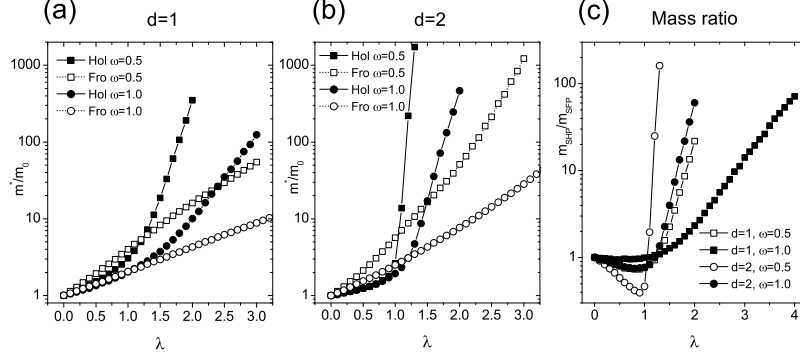 (a)
d=1
1000
100
10
1
m*/m₀
Hol ω=0.5
Fro ω=0.5
Hol ω=1.0
Fro ω=1.0
0.0 0.5 1.0 1.5 2.0 2.5 3.0
λ
(b)
d=2
1000
100
10
1
m*/m₀
Hol ω=0.5
Fro ω=0.5
Hol ω=1.0
Fro ω=1.0
0.0 0.5 1.0 1.5 2.0 2.5 3.0
λ
(c)
Mass ratio
100
10
1
m_SHP/m_SFP
d=1, ω=0.5
d=1, ω=1.0
d=2, ω=0.5
d=2, ω=1.0
0 1 2 3 4
λ